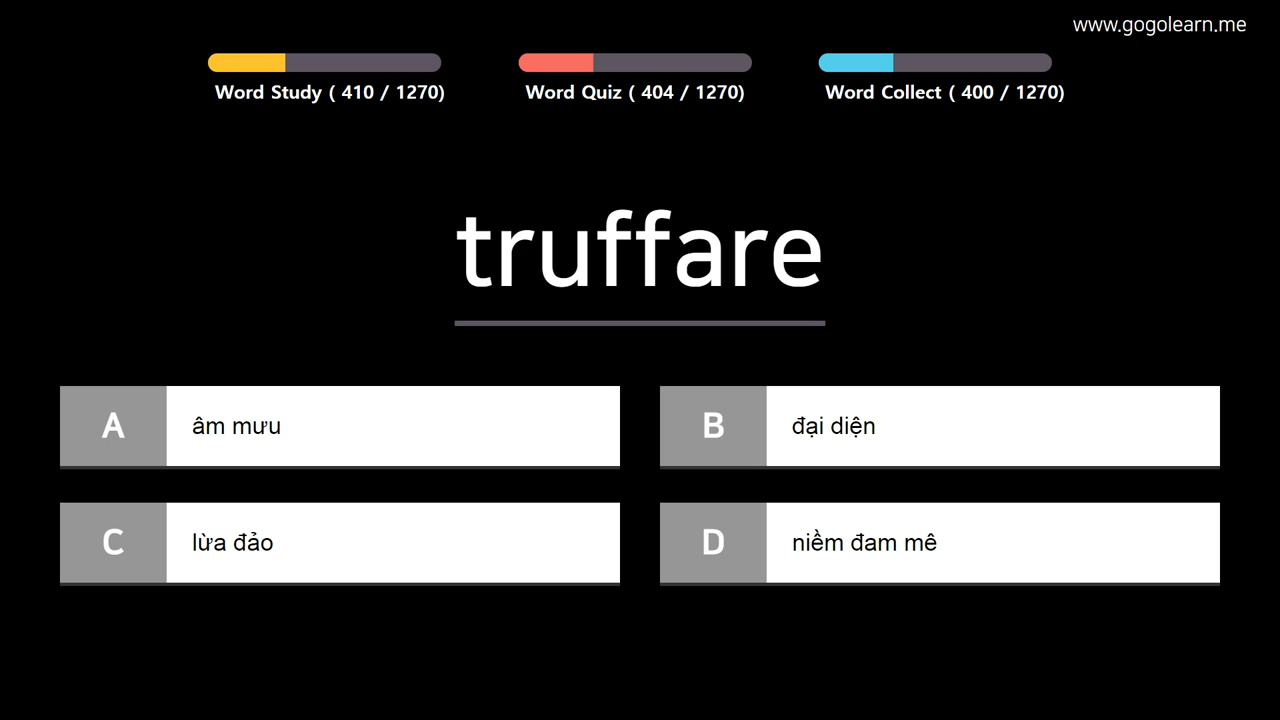 www.gogolearn.me
Word Study ( 410 / 1270)
Word Quiz ( 404 / 1270)
Word Collect ( 400 / 1270)
truffare
A
âm mưu
B
đại diện
C
lừa đảo
D
niềm đam mê